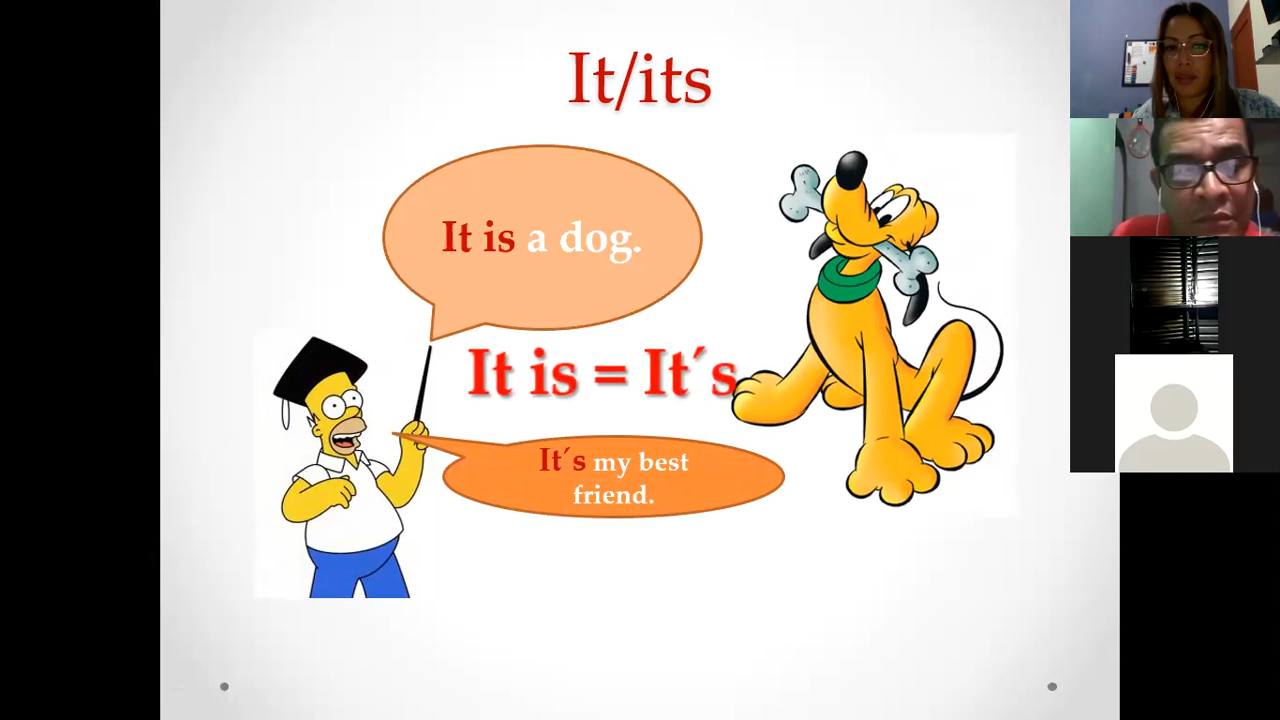 It/its
It is a dog.
It is = It´s
It´s my best
friend.